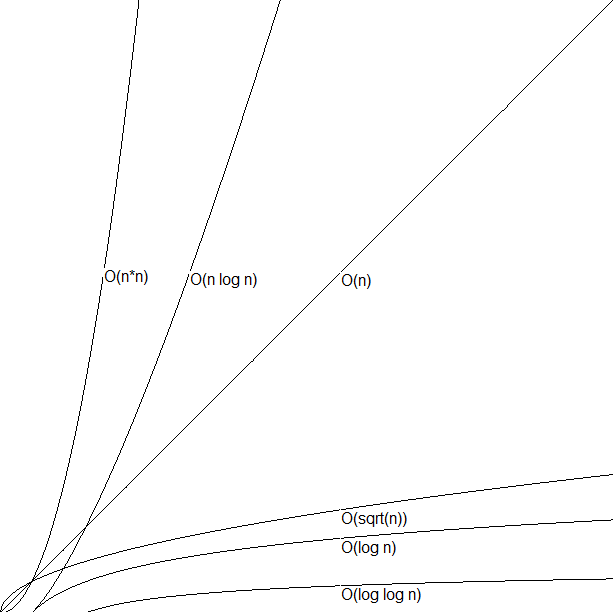 O(n*n)
O(n log n)
O(n)
O(sqrt(n))
O(log n)
O(log log n)